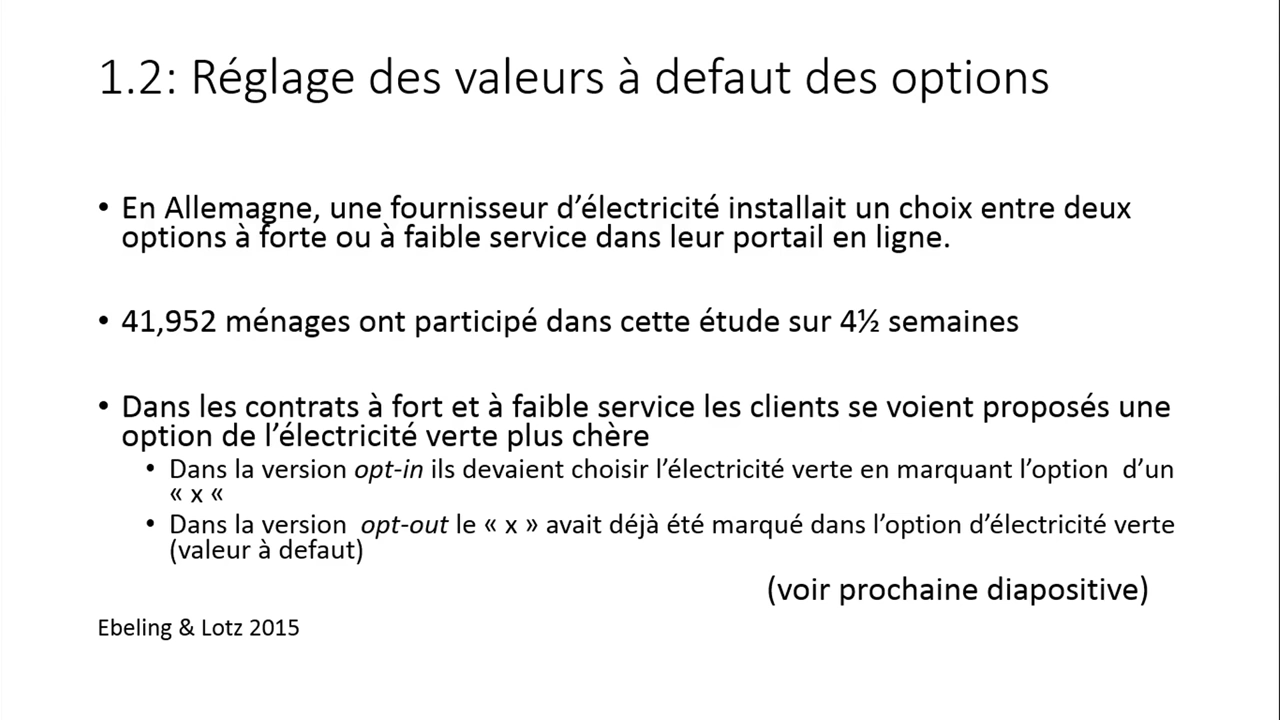 1.2: Réglage des valeurs à defaut des options
• En Allemagne, une fournisseur d’électricité installait un choix entre deux
options à forte ou à faible service dans leur portail en ligne.
• 41,952 ménages ont participé dans cette étude sur 4½ semaines
• Dans les contrats à fort et à faible service les clients se voient proposés une
option de l’électricité verte plus chère
• Dans la version opt-in ils devaient choisir l’électricité verte en marquant l’option d’un
« x «
• Dans la version opt-out le « x » avait déjà été marqué dans l’option d’électricité verte
(valeur à defaut)
(voir prochaine diapositive)
Ebeling & Lotz 2015